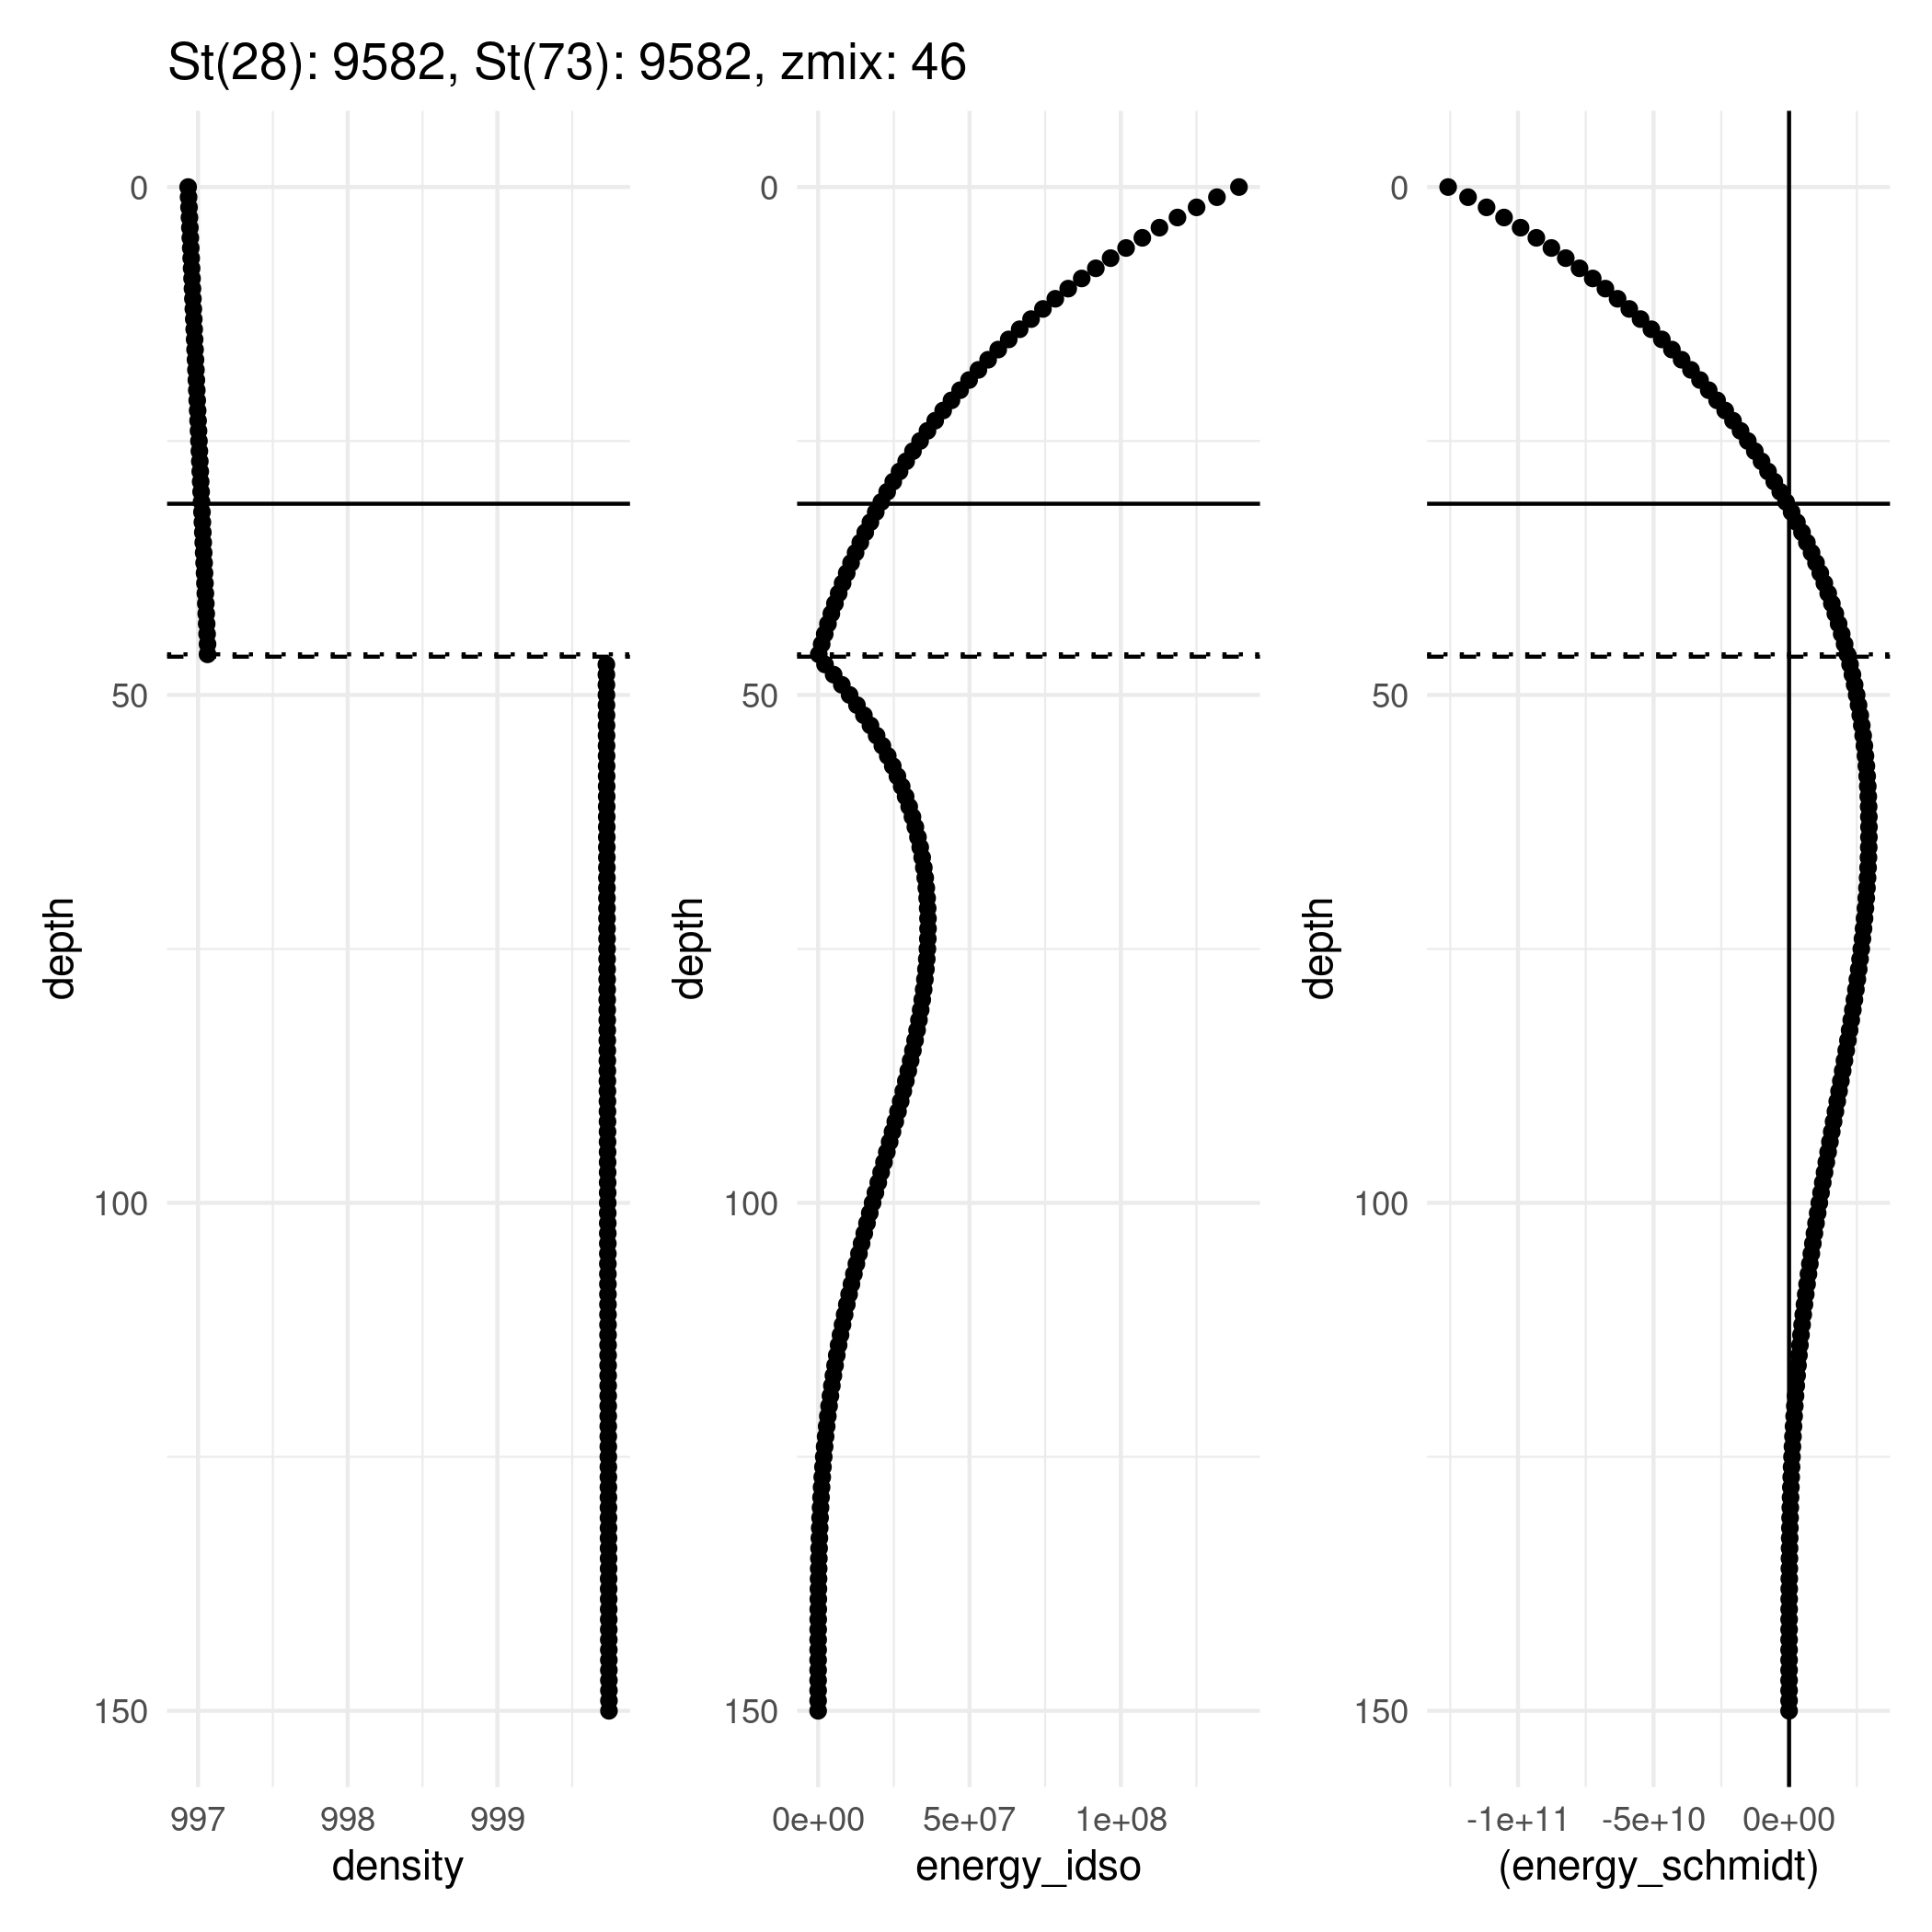 St(28): 9582, St(73): 9582, zmix: 46
0
50
100
150
depth
997
998
999
density
0
50
100
150
depth
0e+00
5e+07
1e+08
energy_idso
0
50
100
150
depth
-1e+11
-5e+10
0e+00
(energy_schmidt)